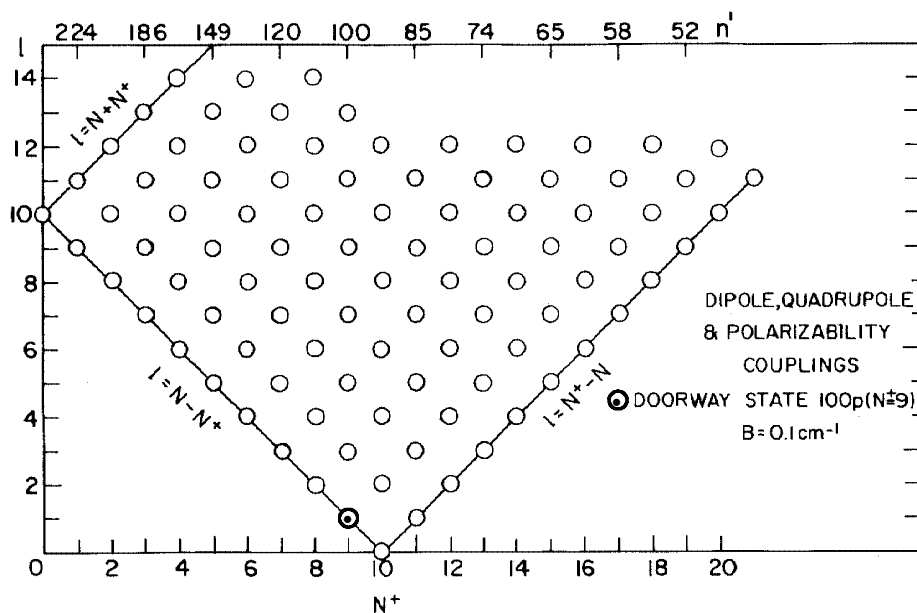 224 186 149 120 100 85 74 65 58 52 n'
l
14
12
10
8
6
4
2
0
l=N+N⁺
l=N-N⁺
l=N⁺-N
DIPOLE,QUADRUPOLE
& POLARIZABILITY
COUPLINGS
DOORWAY STATE 100p(N⁺=9)
B=0.1cm⁻¹
0 2 4 6 8 10 12 14 16 18 20
N⁺